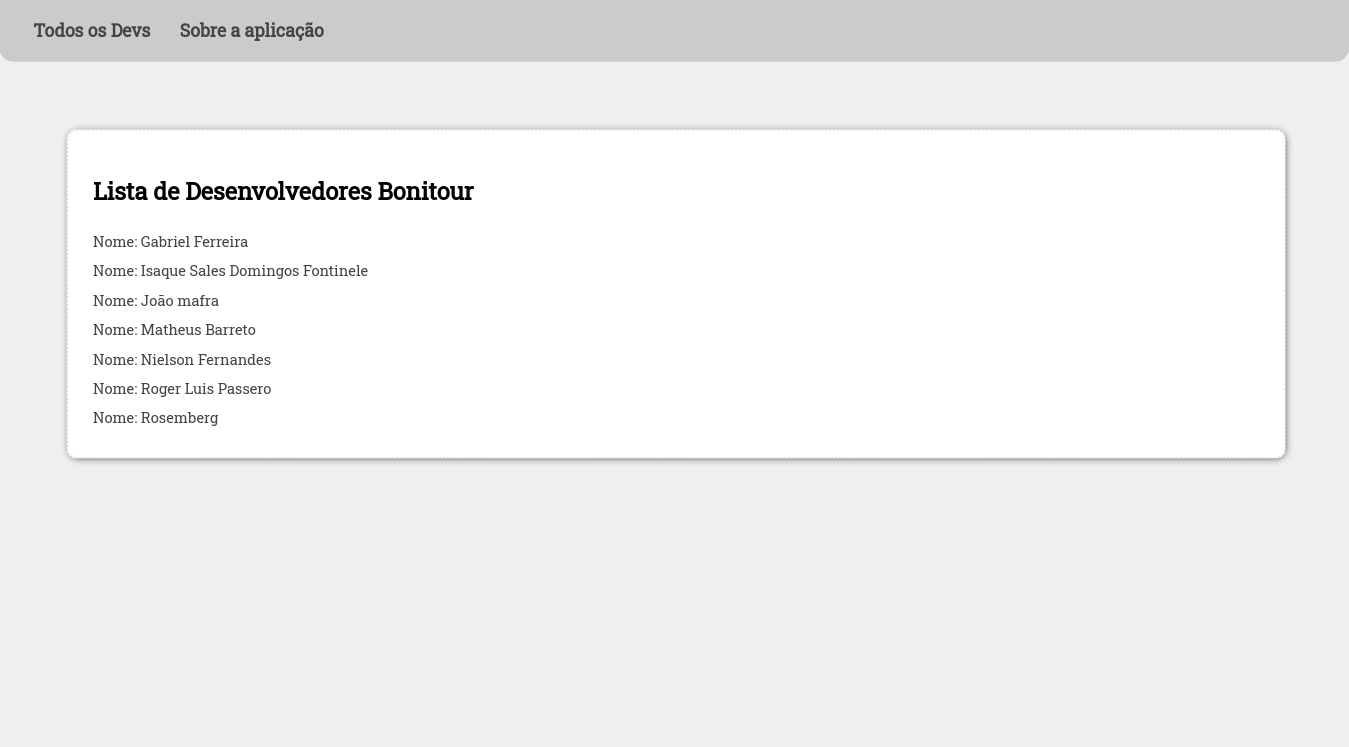 Todos os Devs Sobre a aplicação
Lista de Desenvolvedores Bonitour
Nome: Gabriel Ferreira
Nome: Isaque Sales Domingos Fontinele
Nome: João mafra
Nome: Matheus Barreto
Nome: Nielson Fernandes
Nome: Roger Luis Passero
Nome: Rosemberg